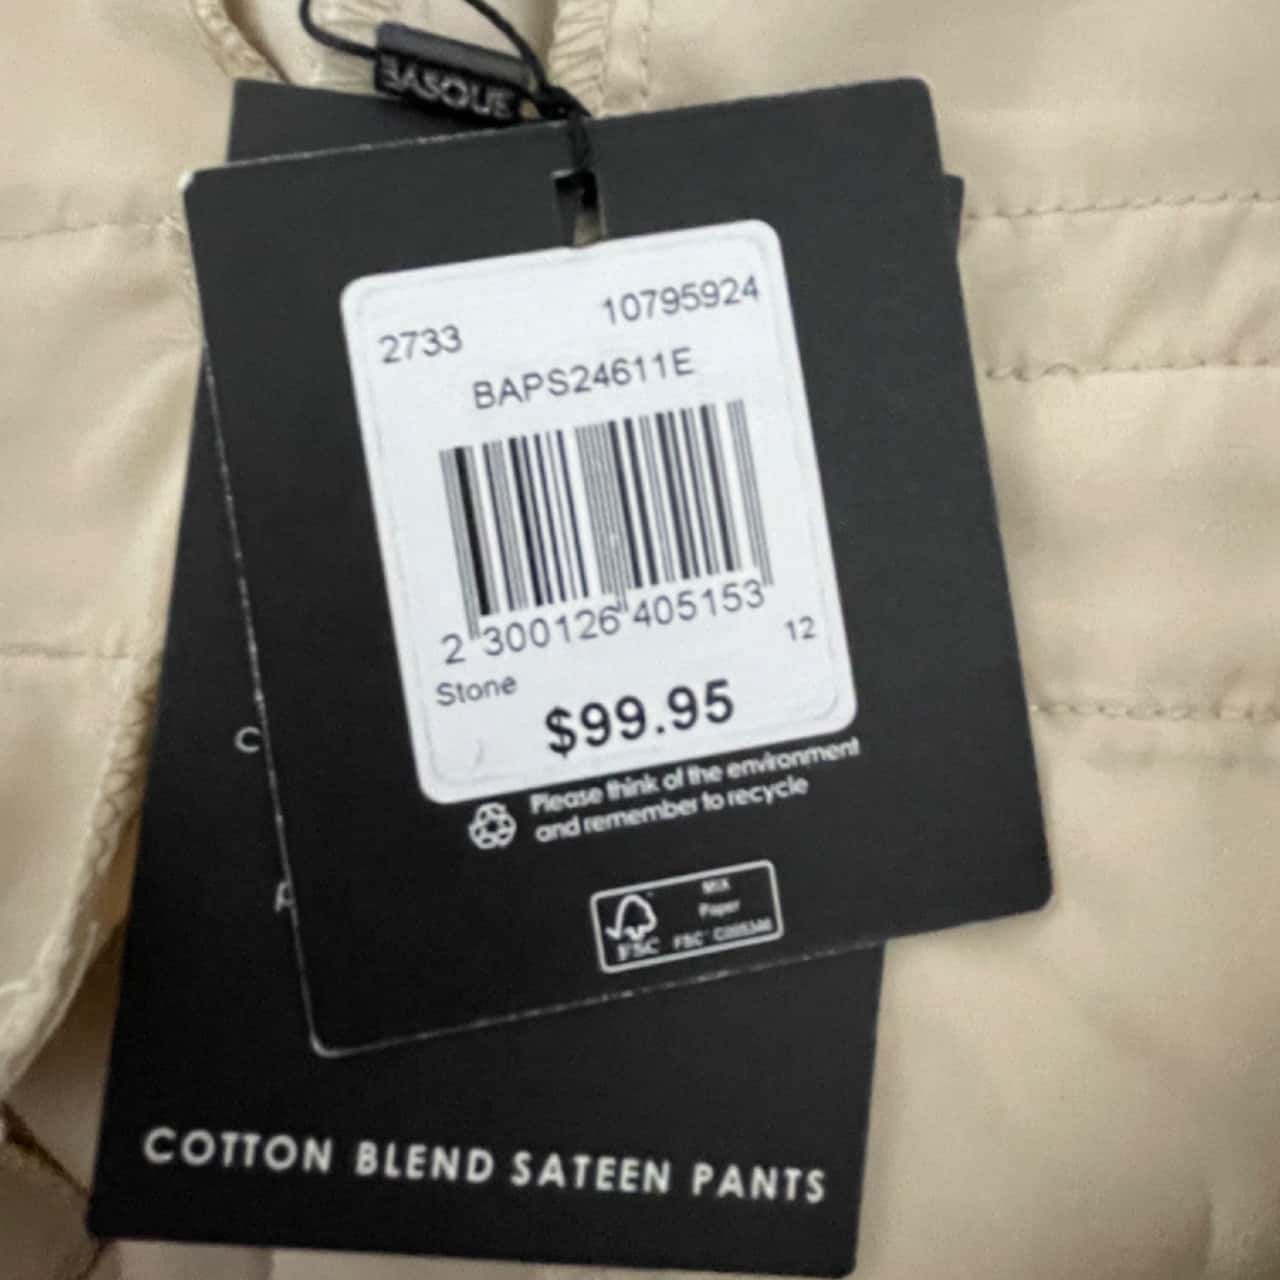 BASQUE
2733 10795924
BAPS24611E
2 300126 405153
Stone 12
$99.95
Please think of the environment
and remember to recycle
MIX
Paper
FSC FSC®
C
COTTON BLEND SATEEN PANTS